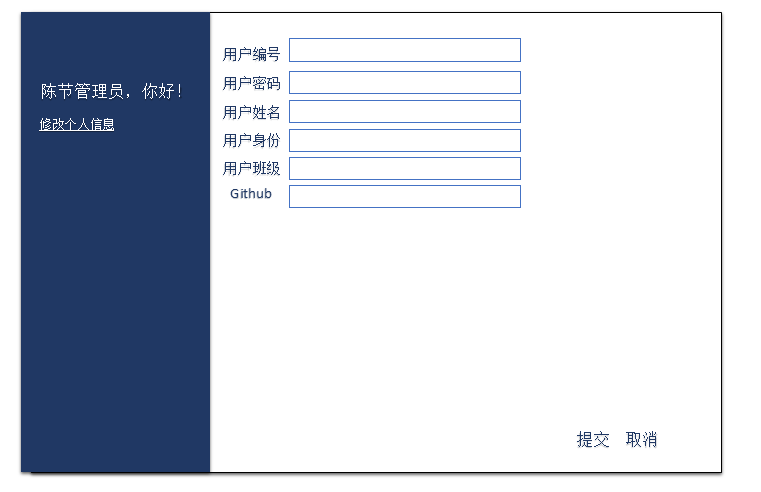 陈节管理员，你好！
修改个人信息
用户编号
用户密码
用户姓名
用户身份
用户班级
Github
提交 取消